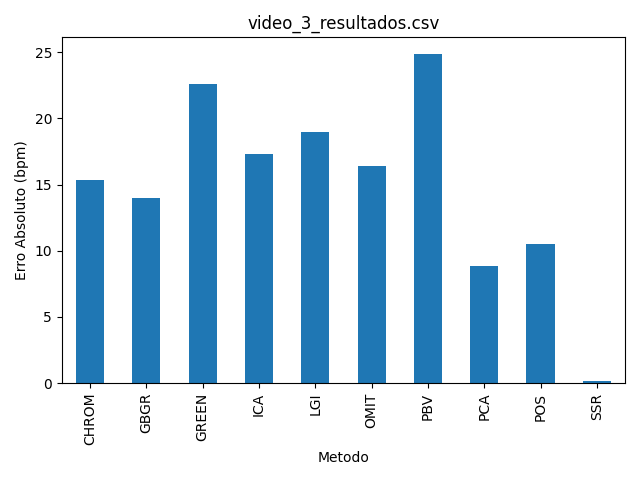 video_3_resultados.csv
Erro Absoluto (bpm)
25
20
15
10
5
0
CHROM
GBGR
GREEN
ICA
LGI
OMIT
PBV
PCA
POS
SSR
Metodo